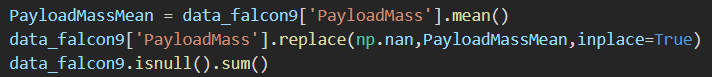 PayloadMassMean = data_falcon9['PayloadMass'].mean()
data_falcon9['PayloadMass'].replace(np.nan,PayloadMassMean,inplace=True)
data_falcon9.isnull().sum()